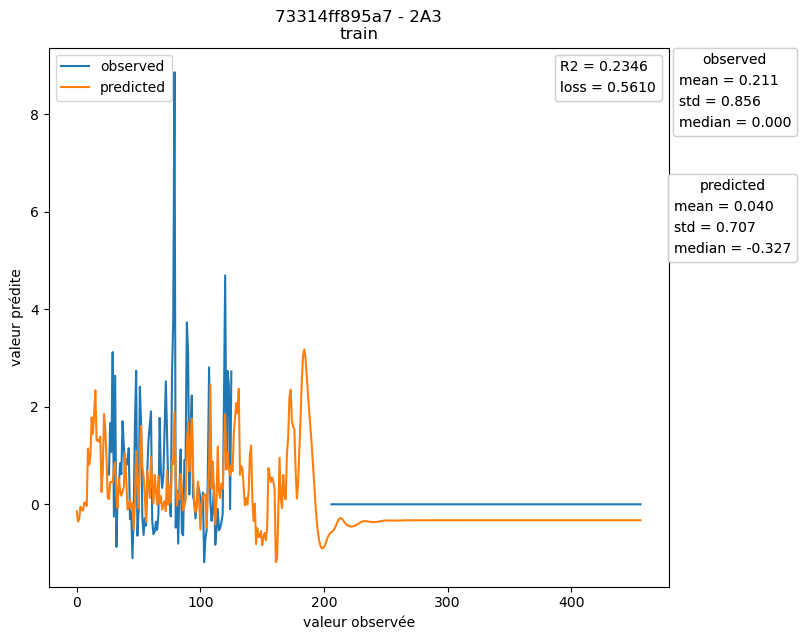 73314ff895a7 - 2A3
train
observed
predicted
R2 = 0.2346
loss = 0.5610
observed
mean = 0.211
std = 0.856
median = 0.000
predicted
mean = 0.040
std = 0.707
median = -0.327
valeur prédite
8
6
4
2
0
0
100
200
300
400
valeur observée